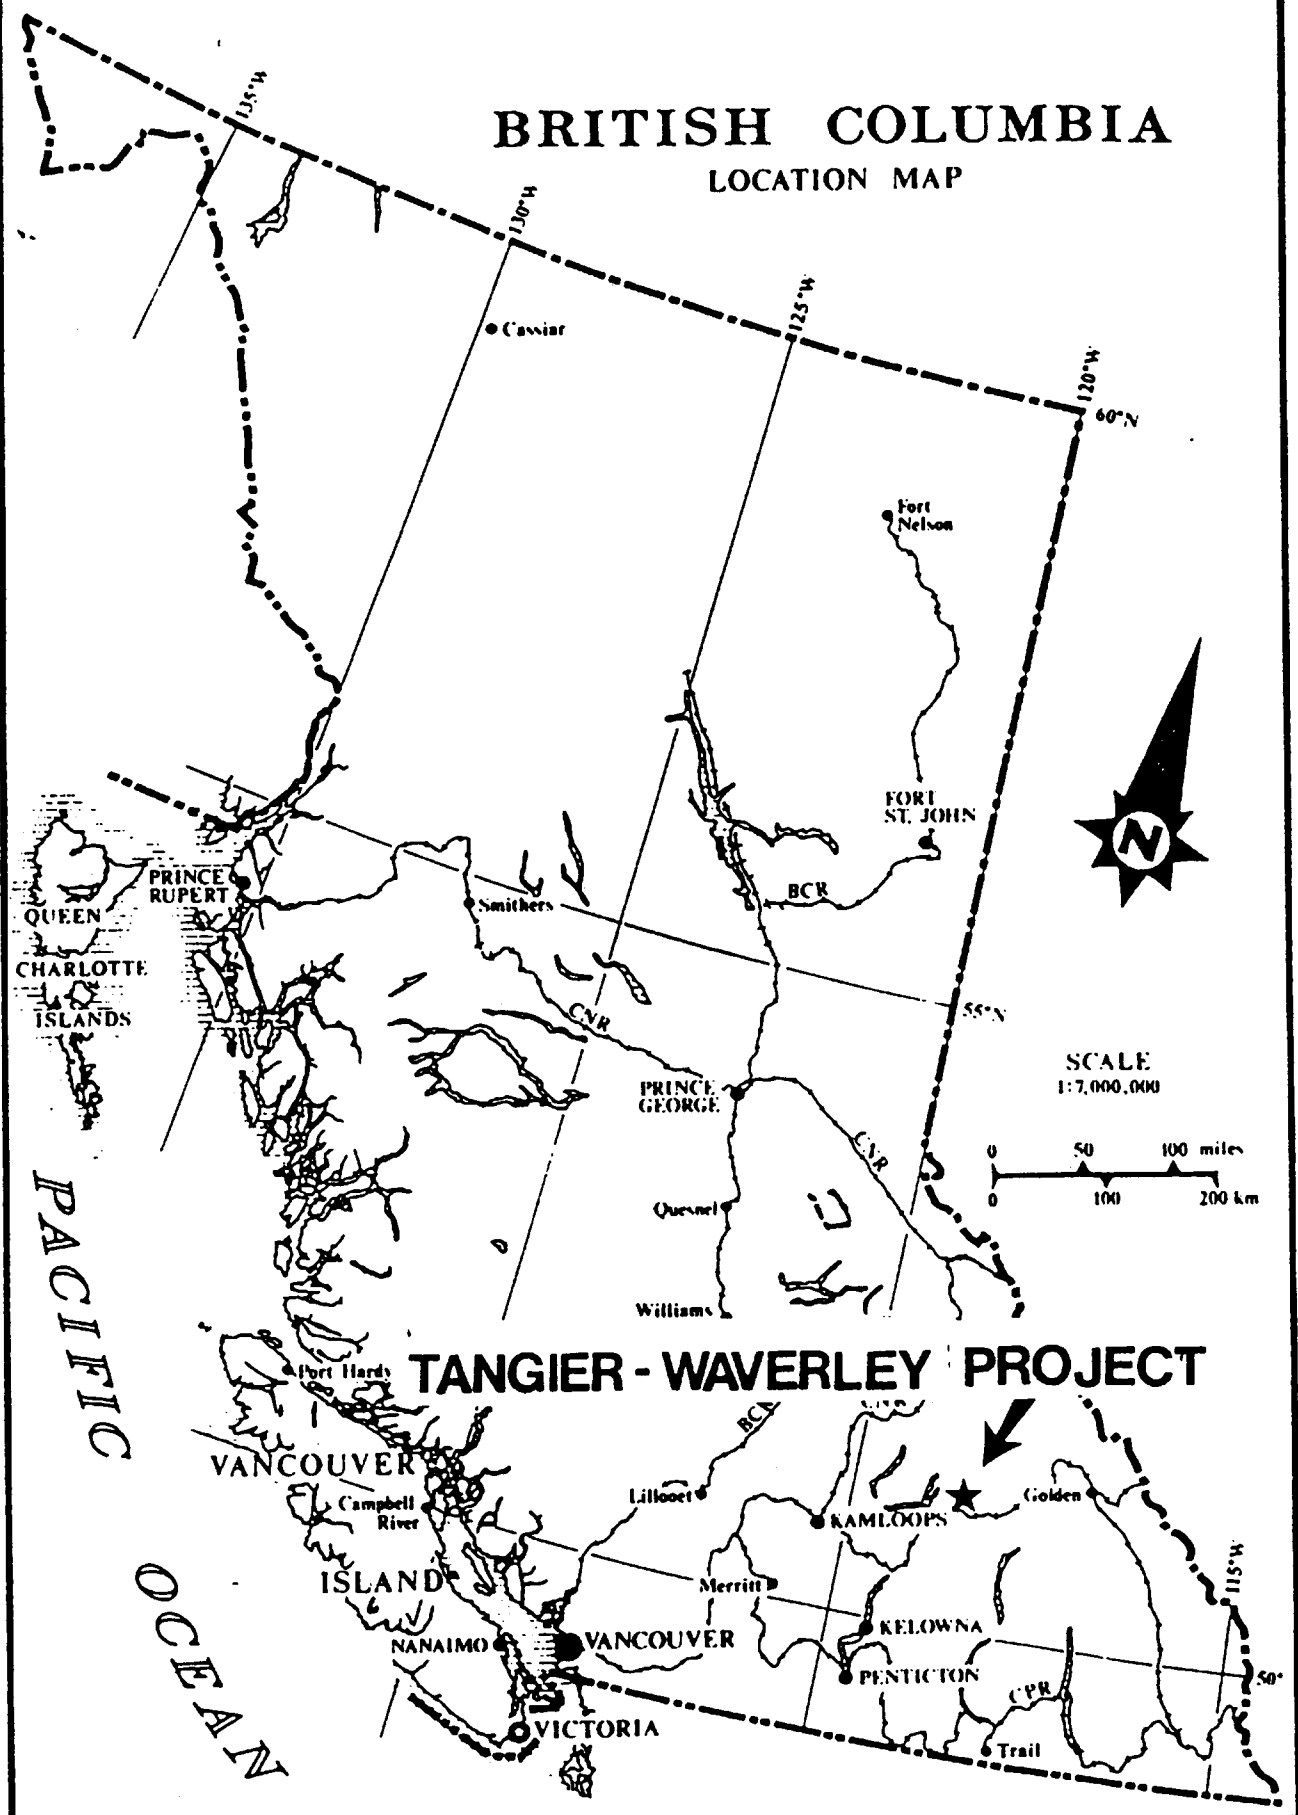 BRITISH COLUMBIA
LOCATION MAP
135°W
130°W
125°W
120°W
60°N
Cassiar
Fort
Nelson
FORT
ST. JOHN
N
PRINCE
RUPERT
QUEEN
CHARLOTTE
ISLANDS
Smithers
BCR
CNR
55°N
SCALE
1:7,000,000
0 50 100 miles
0 100 200 km
PRINCE
GEORGE
CNR
Quesnel
Williams
PACIFIC
OCEAN
Port Hardy
TANGIER - WAVERLEY PROJECT
BCR
CNR
VANCOUVER
ISLAND
Campbell
River
Lillooet
KAMLOOPS
Golden
Merritt
115°W
KELOWNA
NANAIMO
VANCOUVER
PENTICTON
50°
CPR
VICTORIA
Trail